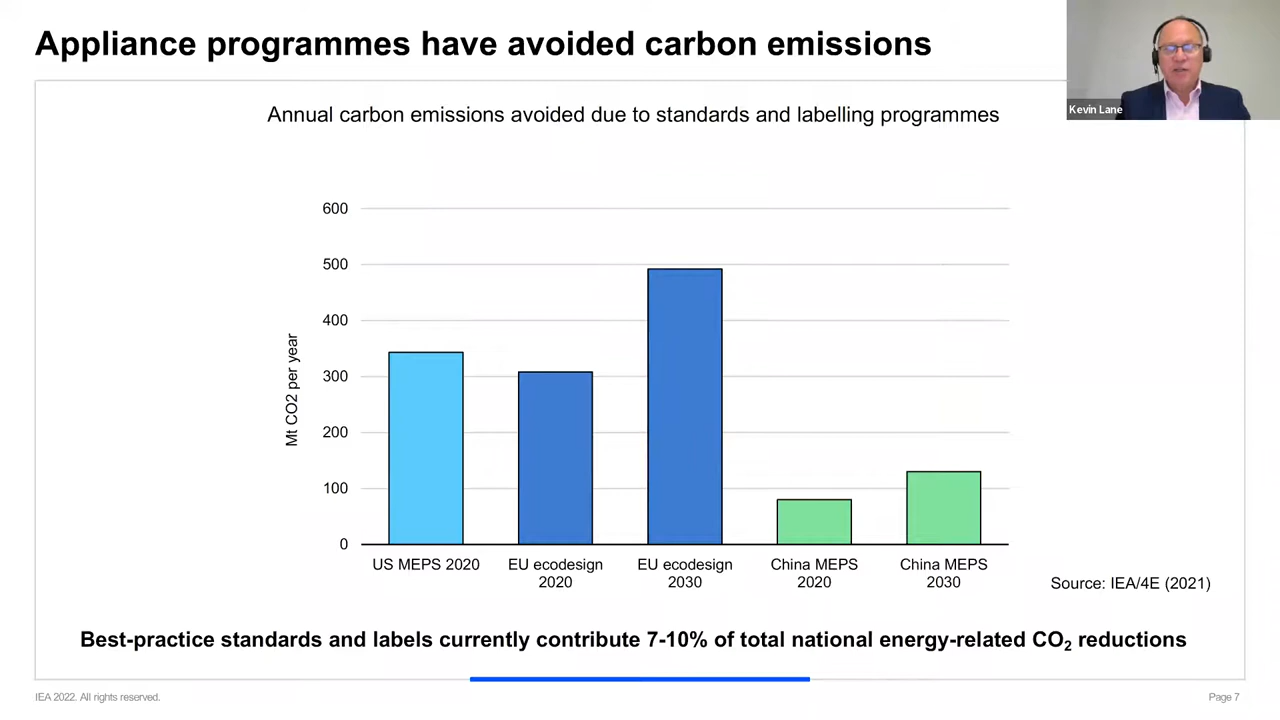 Appliance programmes have avoided carbon emissions
Kevin Lane
Annual carbon emissions avoided due to standards and labelling programmes
Mt CO2 per year
600
500
400
300
200
100
0
US MEPS 2020
EU ecodesign
2020
EU ecodesign
2030
China MEPS
2020
China MEPS
2030
Source: IEA/4E (2021)
Best-practice standards and labels currently contribute 7-10% of total national energy-related CO₂ reductions
IEA 2022. All rights reserved.
Page 7